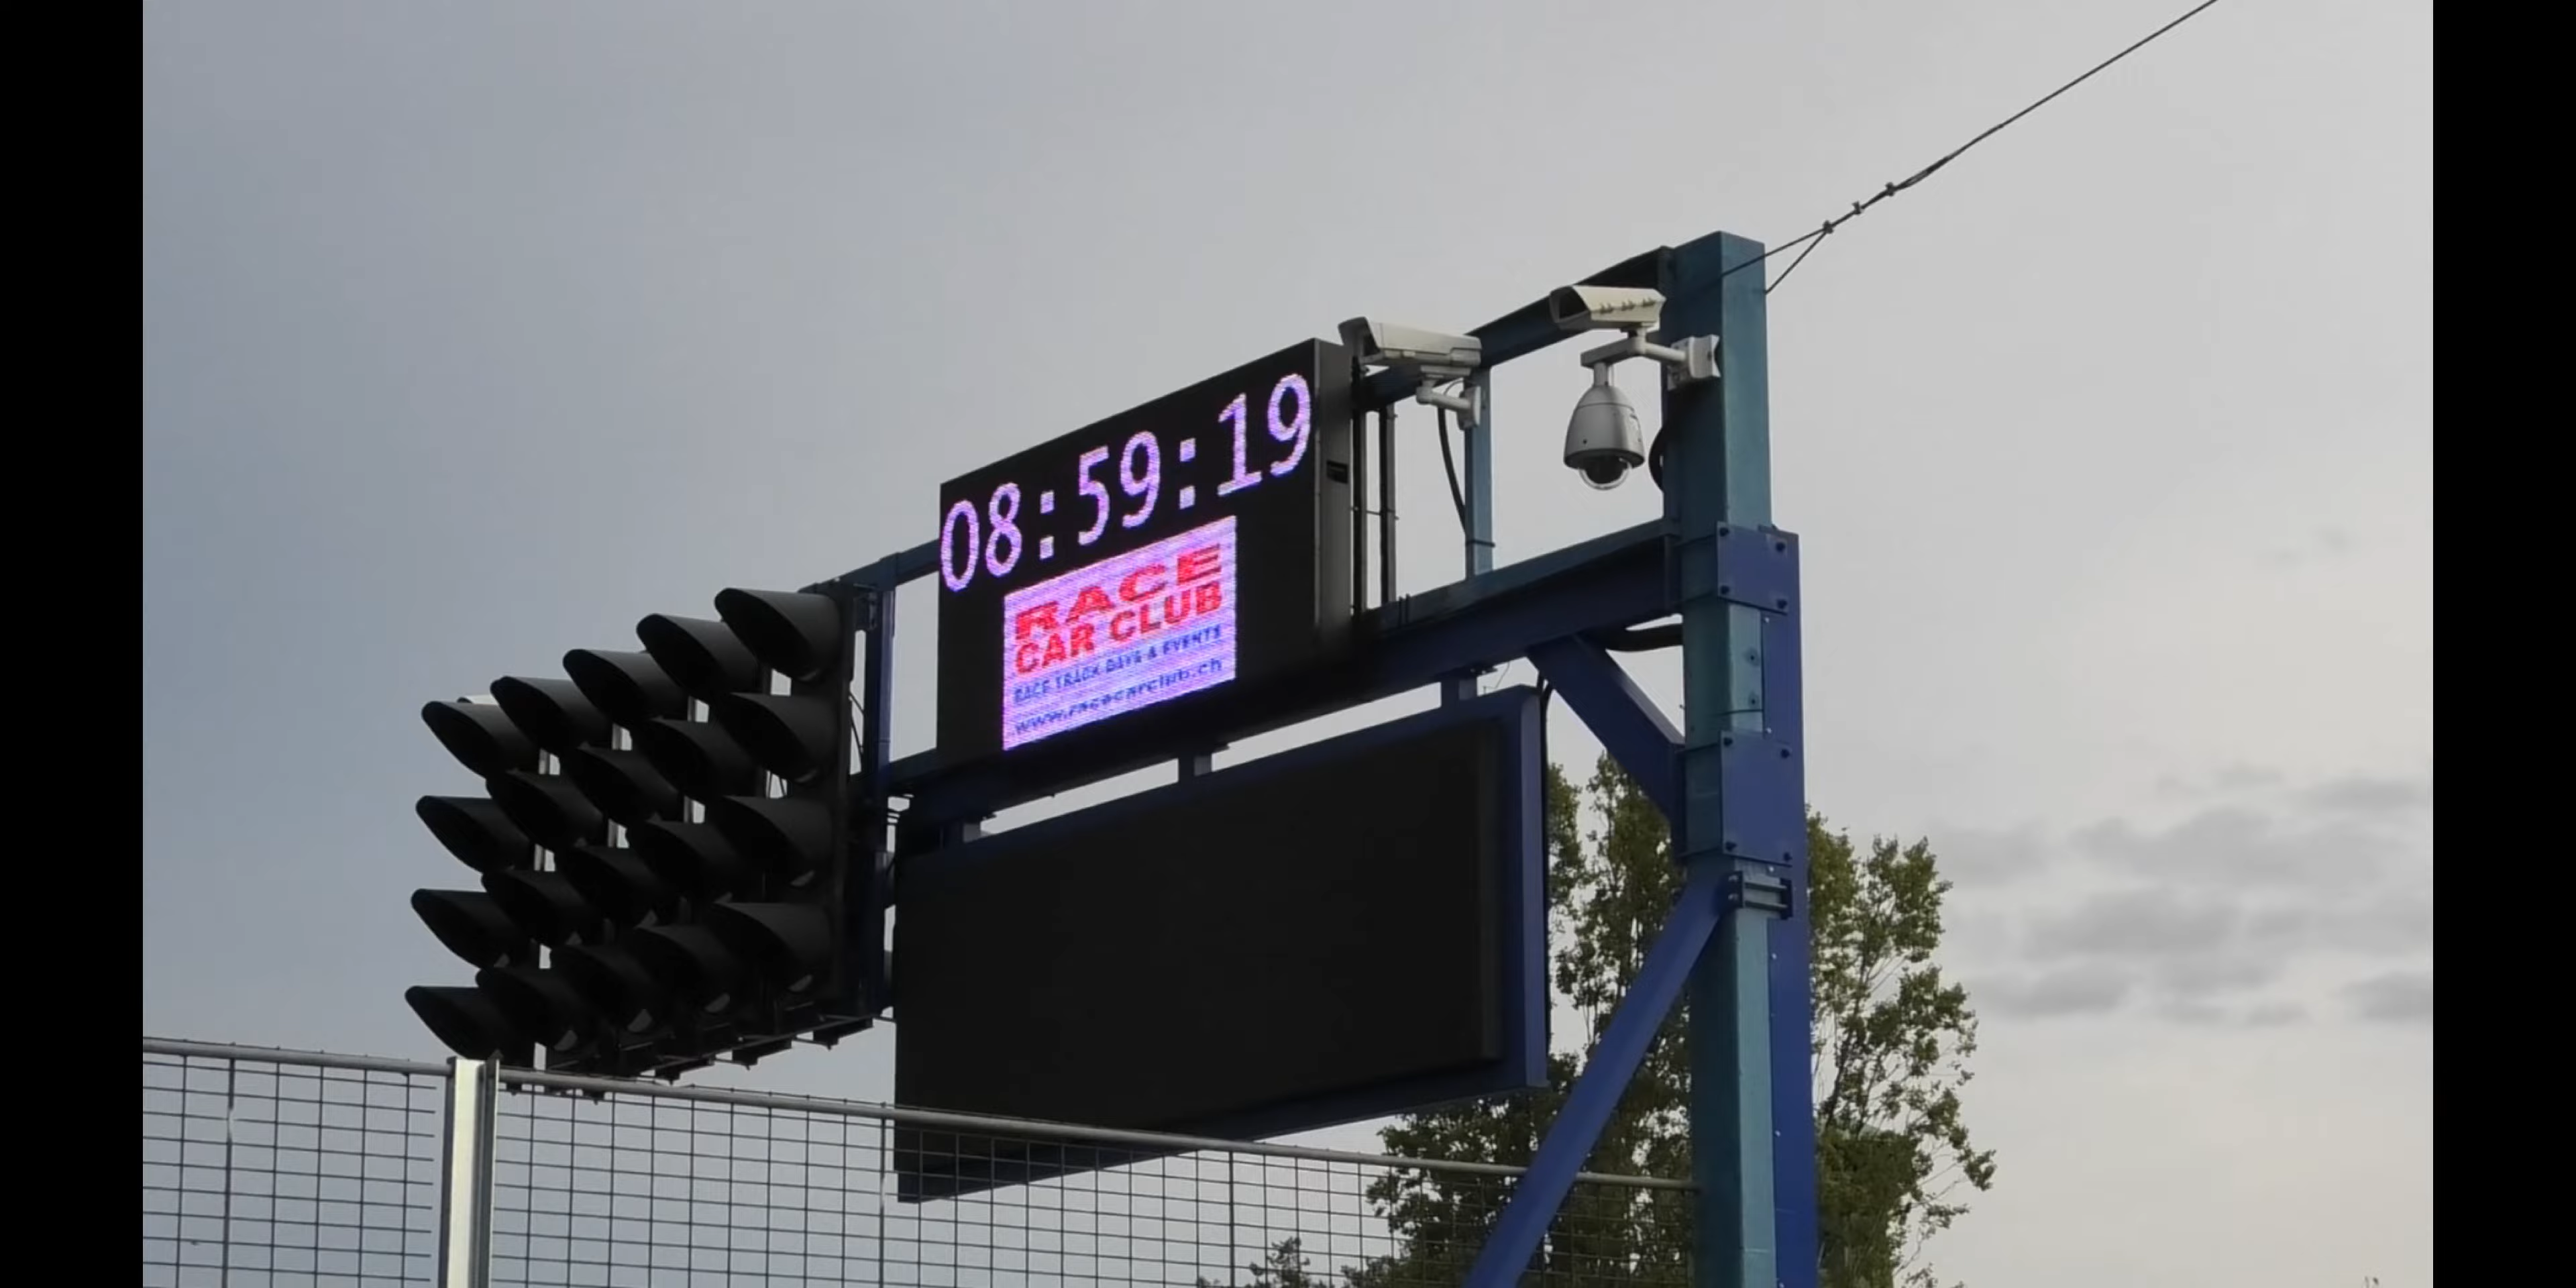 08:59:19
RACE
CAR CLUB
RACE TRACK DAYS & EVENTS
www.racecarclub.ch